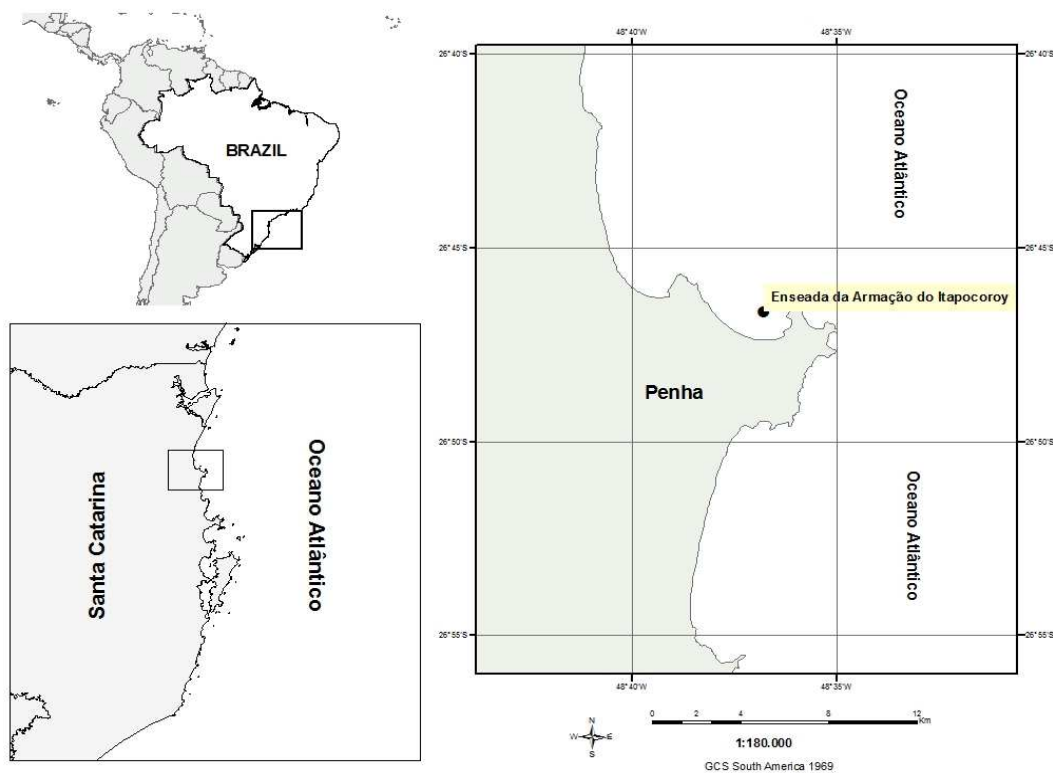 BRAZIL
Santa Catarina
Oceano Atlântico
48°40'W 48°35'W
26°40'S 26°40'S
Oceano Atlântico
26°45'S 26°45'S
Enseada da Armação do Itapocoroy
Penha
26°50'S 26°50'S
Oceano Atlântico
26°55'S 26°55'S
48°40'W 48°35'W
N
W E
S
0 2 4 8 12
Km
1:180.000
GCS South America 1969